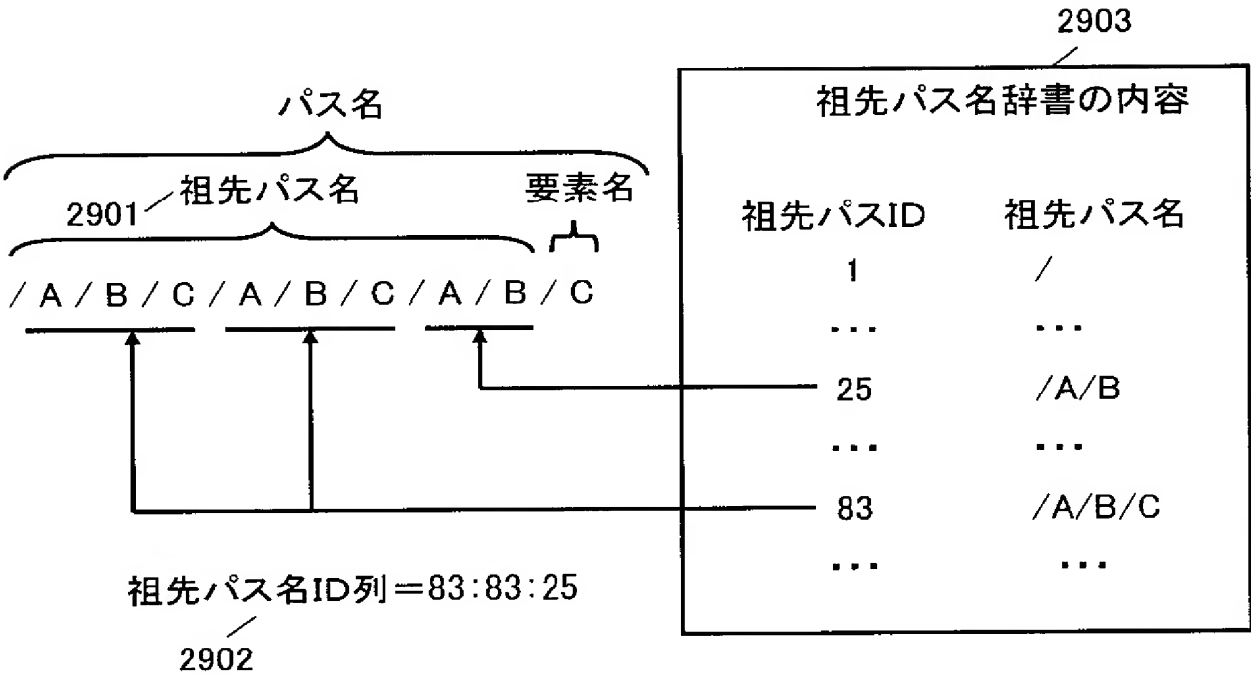 2903
祖先パス名辞書の内容
パス名
2901 祖先パス名 要素名
/A/B/C/A/B/C/A/B/C
祖先パスID 祖先パス名
1 /
... ...
25 /A/B
... ...
83 /A/B/C
... ...
祖先パス名ID列=83:83:25
2902